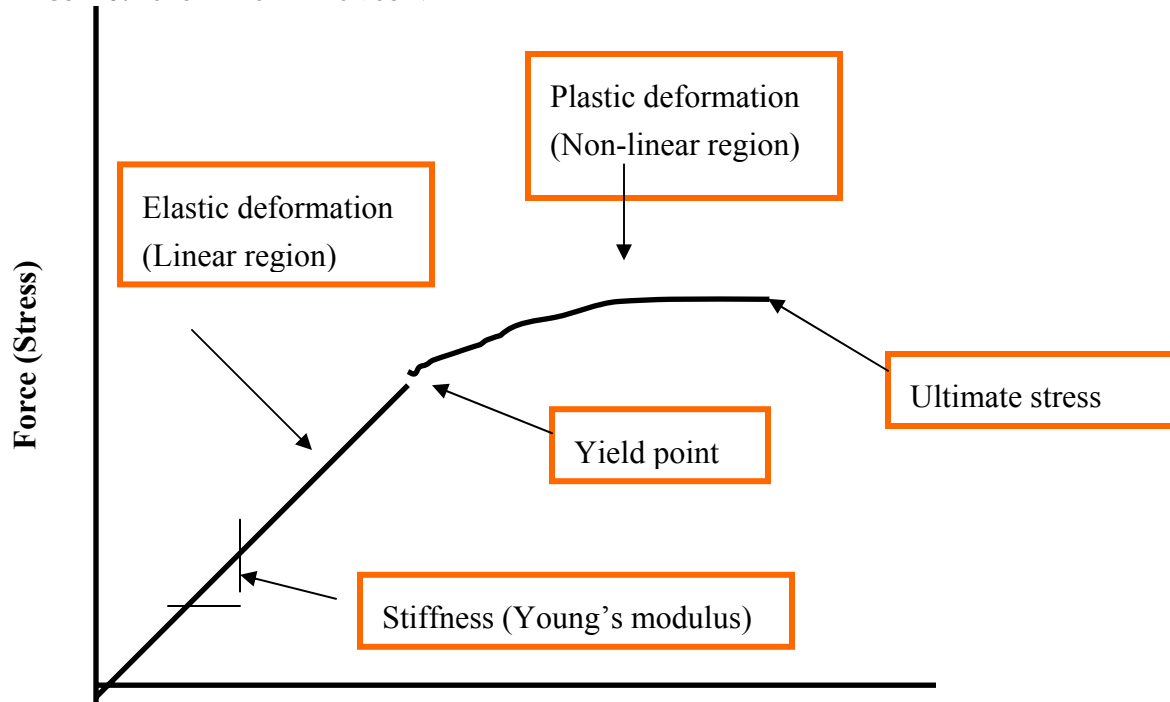 Plastic deformation
(Non-linear region)
Elastic deformation
(Linear region)
Force (Stress)
Ultimate stress
Yield point
Stiffness (Young’s modulus)